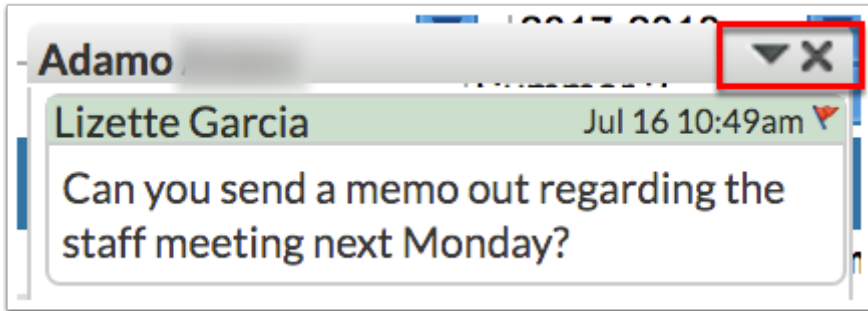 Adamo
Lizette Garcia Jul 16 10:49am
Can you send a memo out regarding the
staff meeting next Monday?